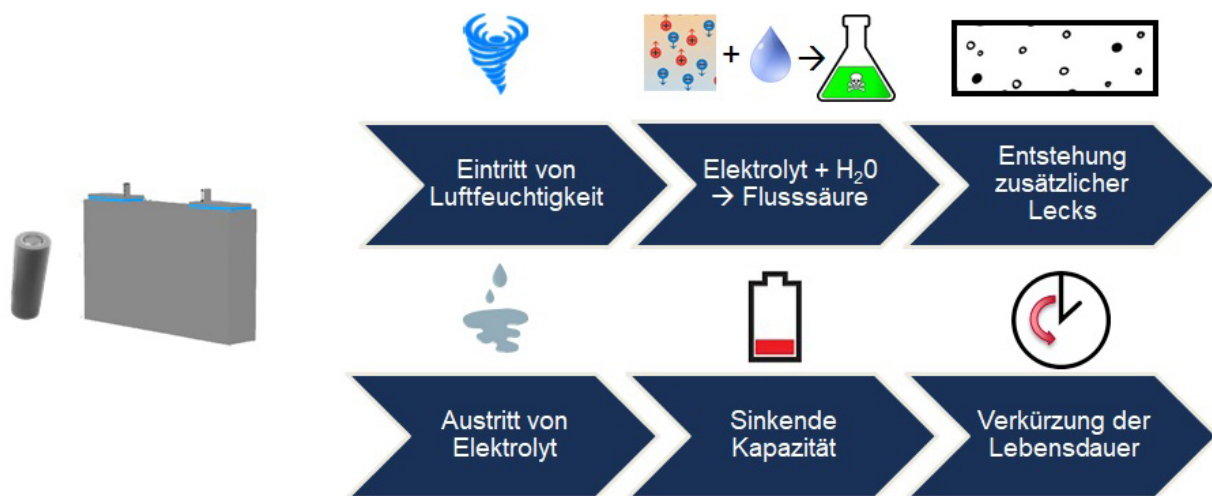 + →
Eintritt von
Luftfeuchtigkeit
Elektrolyt + H₂0
→ Flusssäure
Entstehung
zusätzlicher
Lecks
Austritt von
Elektrolyt
Sinkende
Kapazität
Verkürzung der
Lebensdauer